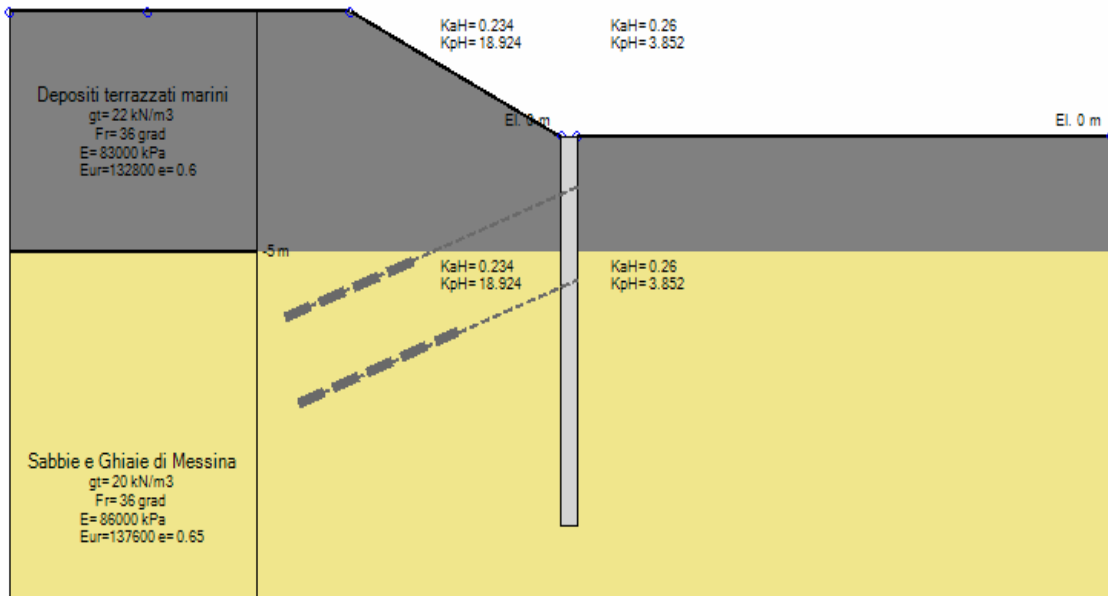 KaH= 0.234
KpH= 18.924
KaH= 0.26
KpH= 3.852
Depositi terrazzati marini
gt= 22 kN/m3
Fr= 36 grad
E= 83000 kPa
Eur=132800 e= 0.6
El. 0 m
El. 0 m
-5 m
KaH= 0.234
KpH= 18.924
KaH= 0.26
KpH= 3.852
Sabbie e Ghiaie di Messina
gt= 20 kN/m3
Fr= 36 grad
E= 86000 kPa
Eur=137600 e= 0.65